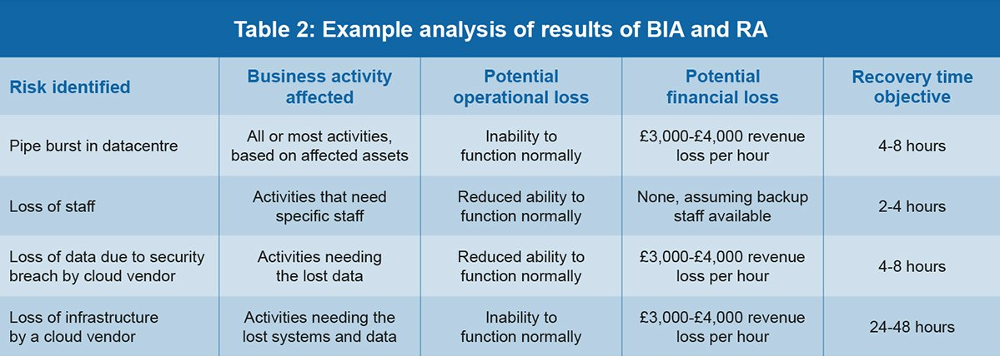 Table 2: Example analysis of results of BIA and RA
Risk identified
Business activity
affected
Potential
operational loss
Potential
financial loss
Recovery time
objective
Pipe burst in datacentre
All or most activities,
based on affected assets
Inability to
function normally
£3,000-£4,000 revenue
loss per hour
4-8 hours
Loss of staff
Activities that need
specific staff
Reduced ability to
function normally
None, assuming backup
staff available
2-4 hours
Loss of data due to security
breach by cloud vendor
Activities needing
the lost data
Reduced ability to
function normally
£3,000-£4,000 revenue
loss per hour
4-8 hours
Loss of infrastructure
by a cloud vendor
Activities needing the
lost systems and data
Inability to
function normally
£3,000-£4,000 revenue
loss per hour
24-48 hours